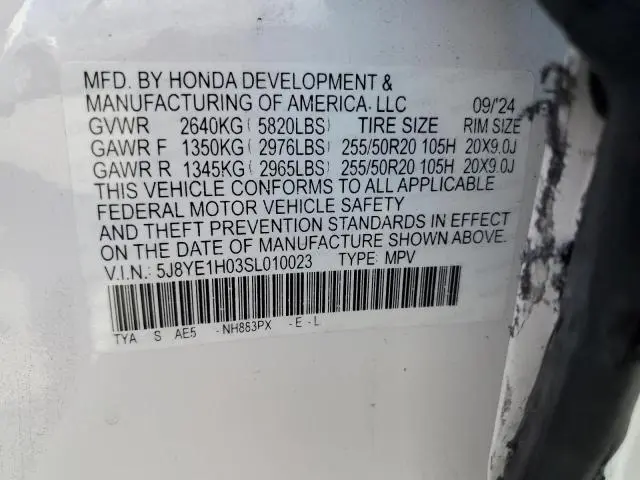 MFD. BY HONDA DEVELOPMENT &
MANUFACTURING OF AMERICA, LLC 09/'24
GVWR 2640KG (5820LBS) TIRE SIZE RIM SIZE
GAWR F 1350KG (2976LBS) 255/50R20 105H 20X9.0J
GAWR R 1345KG (2965LBS) 255/50R20 105H 20X9.0J
THIS VEHICLE CONFORMS TO ALL APPLICABLE
FEDERAL MOTOR VEHICLE SAFETY
AND THEFT PREVENTION STANDARDS IN EFFECT
ON THE DATE OF MANUFACTURE SHOWN ABOVE.
V.I.N.: 5J8YE1H03SL010023 TYPE: MPV
TYA S AE5 -NH883PX -E-L